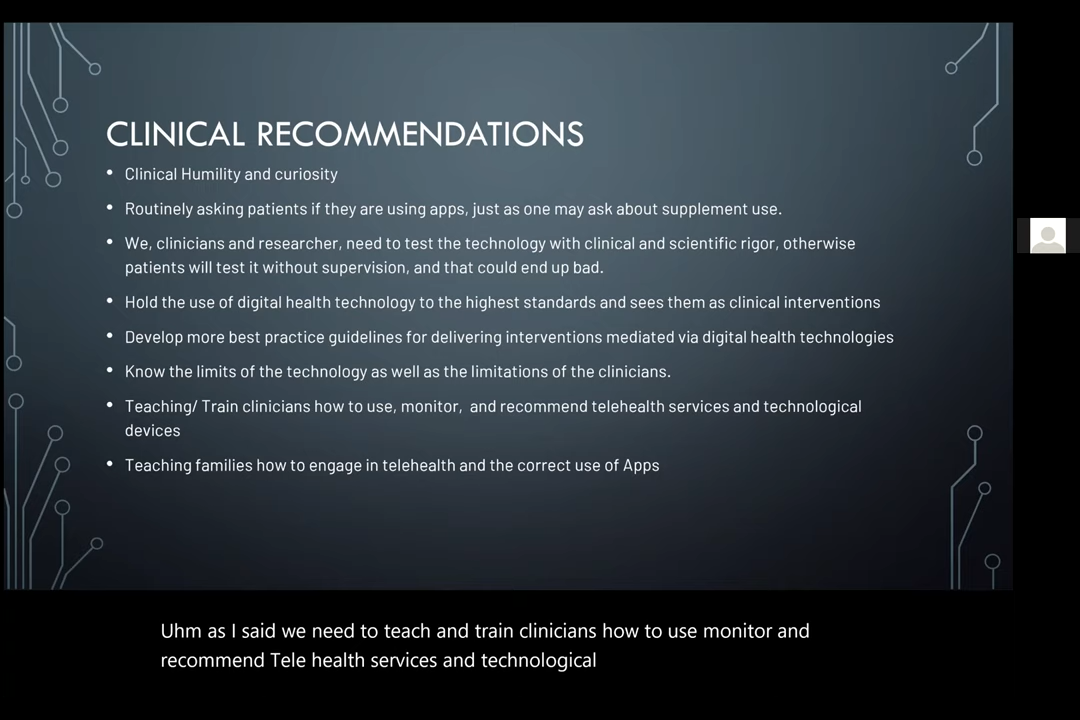 CLINICAL RECOMMENDATIONS
• Clinical Humility and curiosity
• Routinely asking patients if they are using apps, just as one may ask about supplement use.
• We, clinicians and researcher, need to test the technology with clinical and scientific rigor, otherwise
patients will test it without supervision, and that could end up bad.
• Hold the use of digital health technology to the highest standards and sees them as clinical interventions
• Develop more best practice guidelines for delivering interventions mediated via digital health technologies
• Know the limits of the technology as well as the limitations of the clinicians.
• Teaching/ Train clinicians how to use, monitor,  and recommend telehealth services and technological
devices
• Teaching families how to engage in telehealth and the correct use of Apps
Uhm as I said we need to teach and train clinicians how to use monitor and
recommend Tele health services and technological